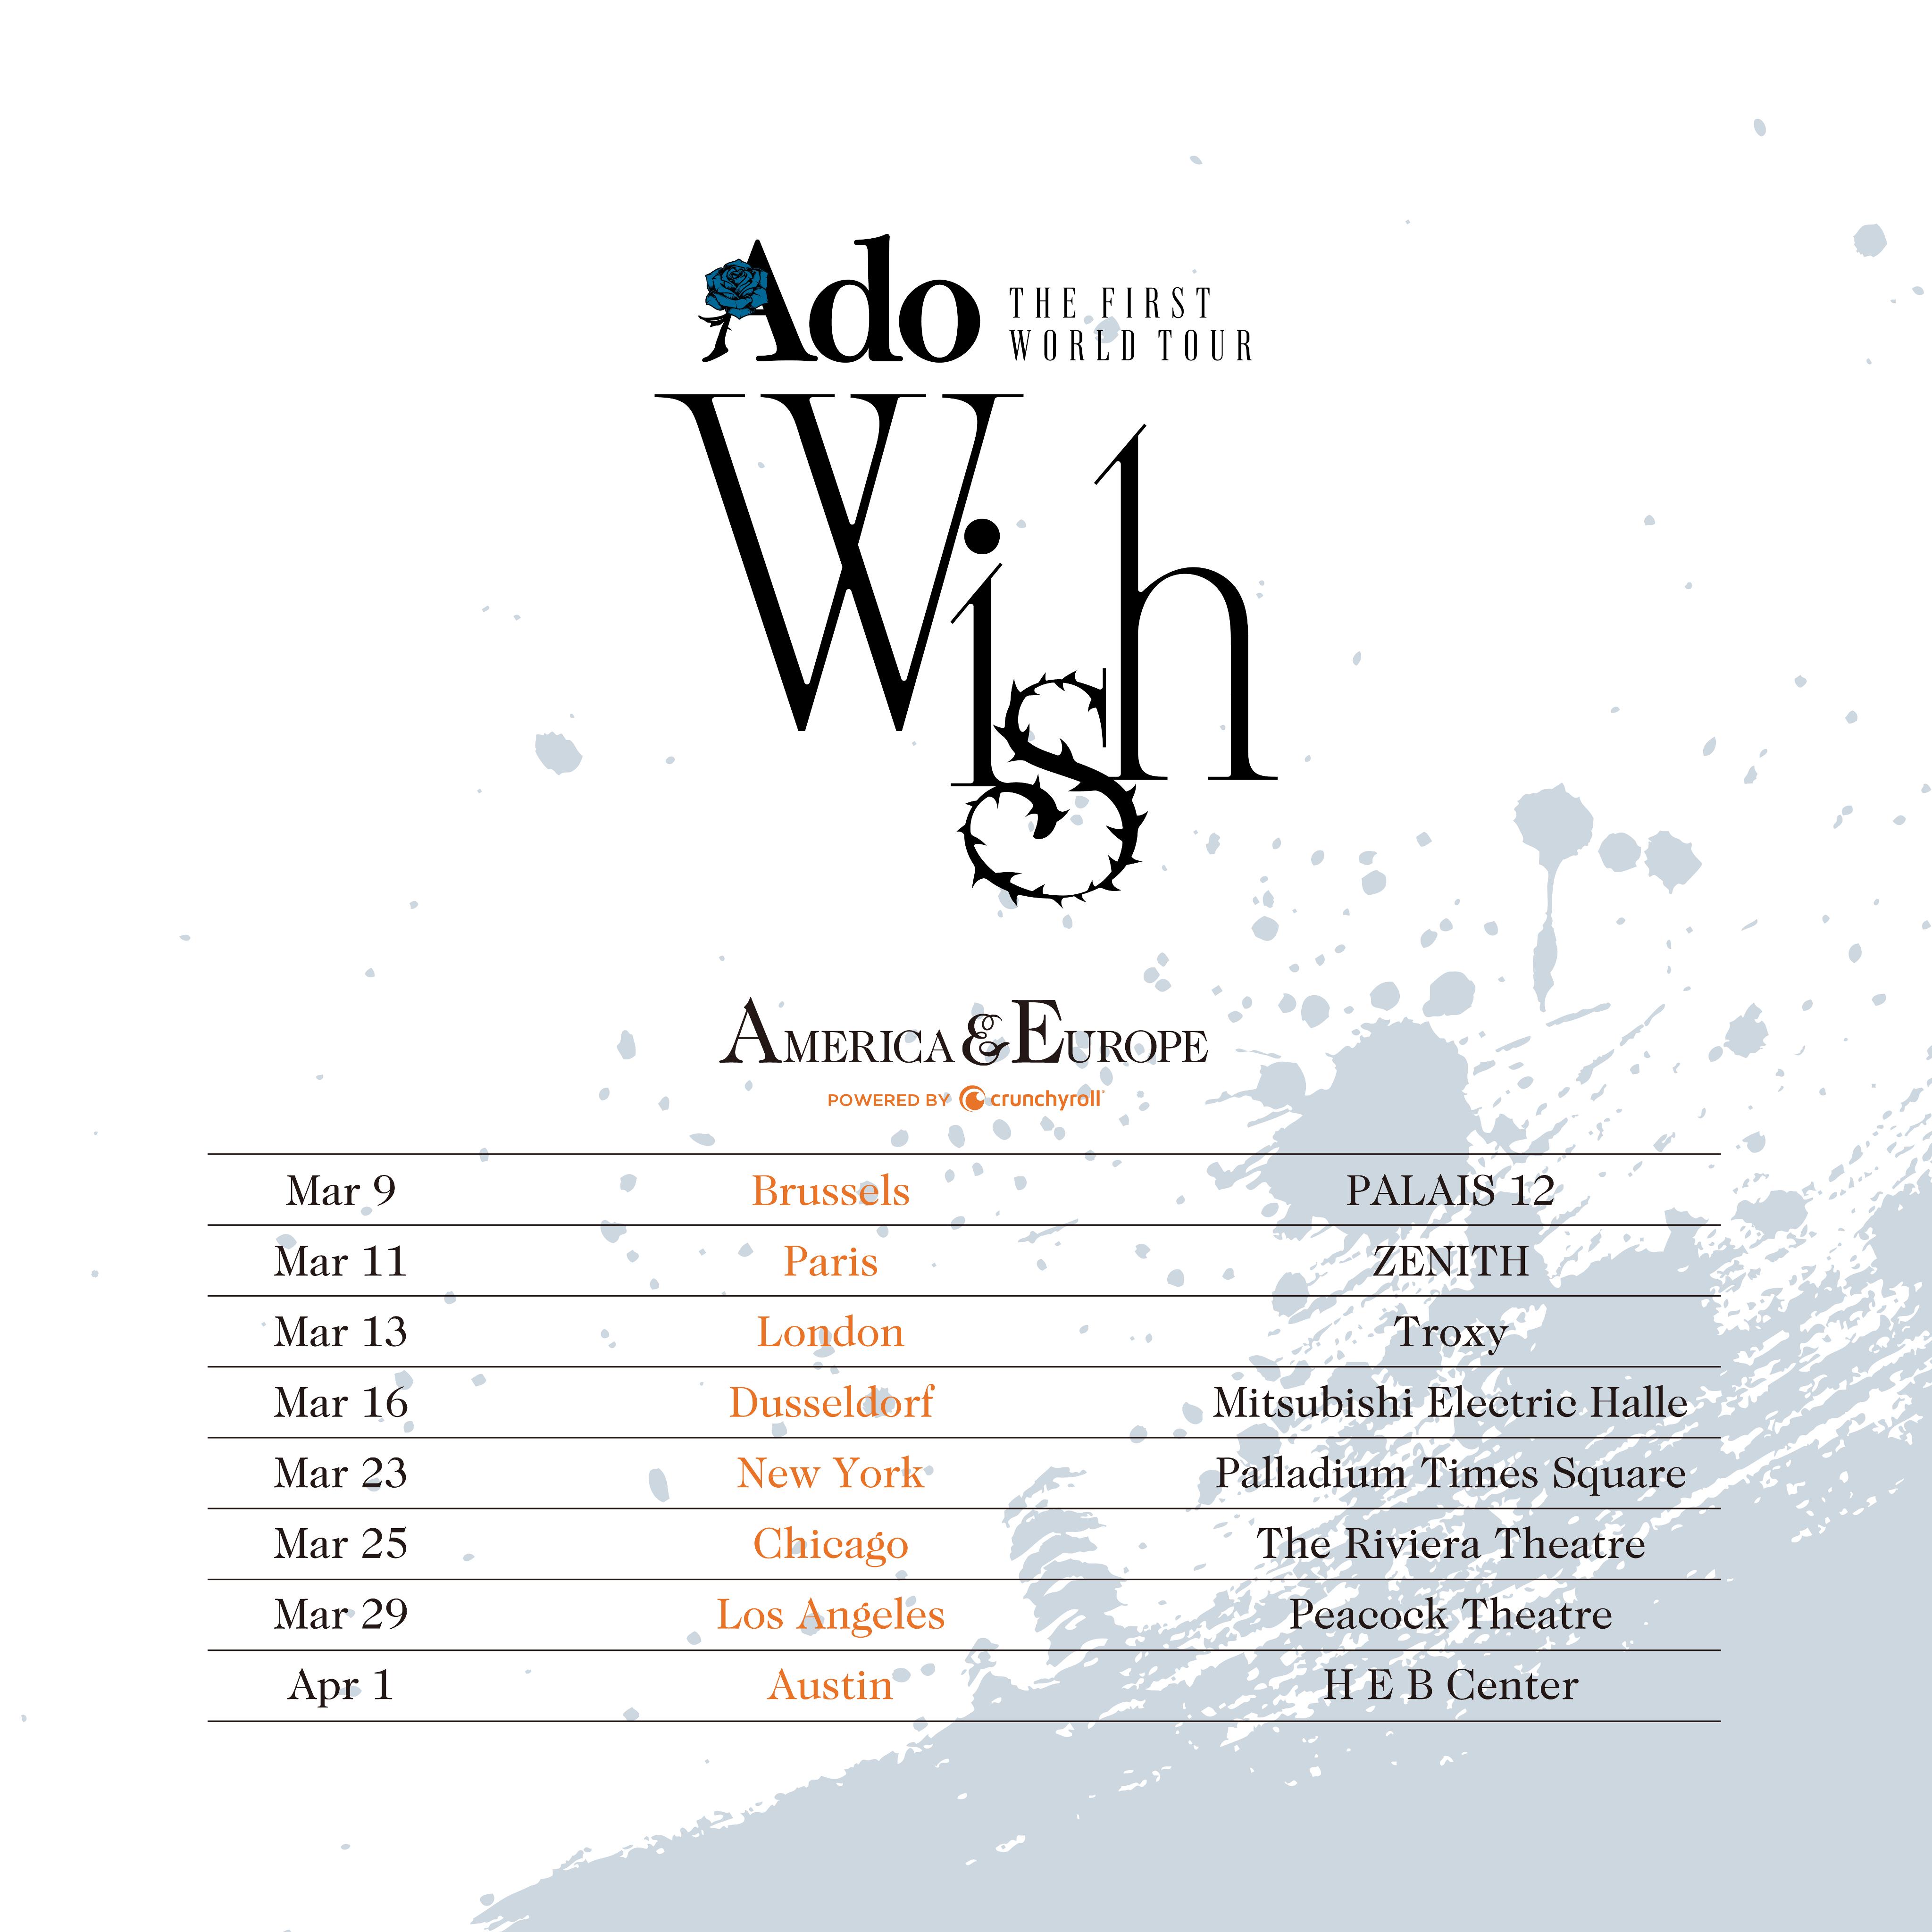 Ado THE FIRST
WORLD TOUR
Wish
AMERICA & EUROPE
POWERED BY crunchyroll
Mar 9 Brussels PALAIS 12
Mar 11 Paris ZENITH
Mar 13 London Troxy
Mar 16 Dusseldorf Mitsubishi Electric Halle
Mar 23 New York Palladium Times Square
Mar 25 Chicago The Riviera Theatre
Mar 29 Los Angeles Peacock Theatre
Apr 1 Austin H E B Center